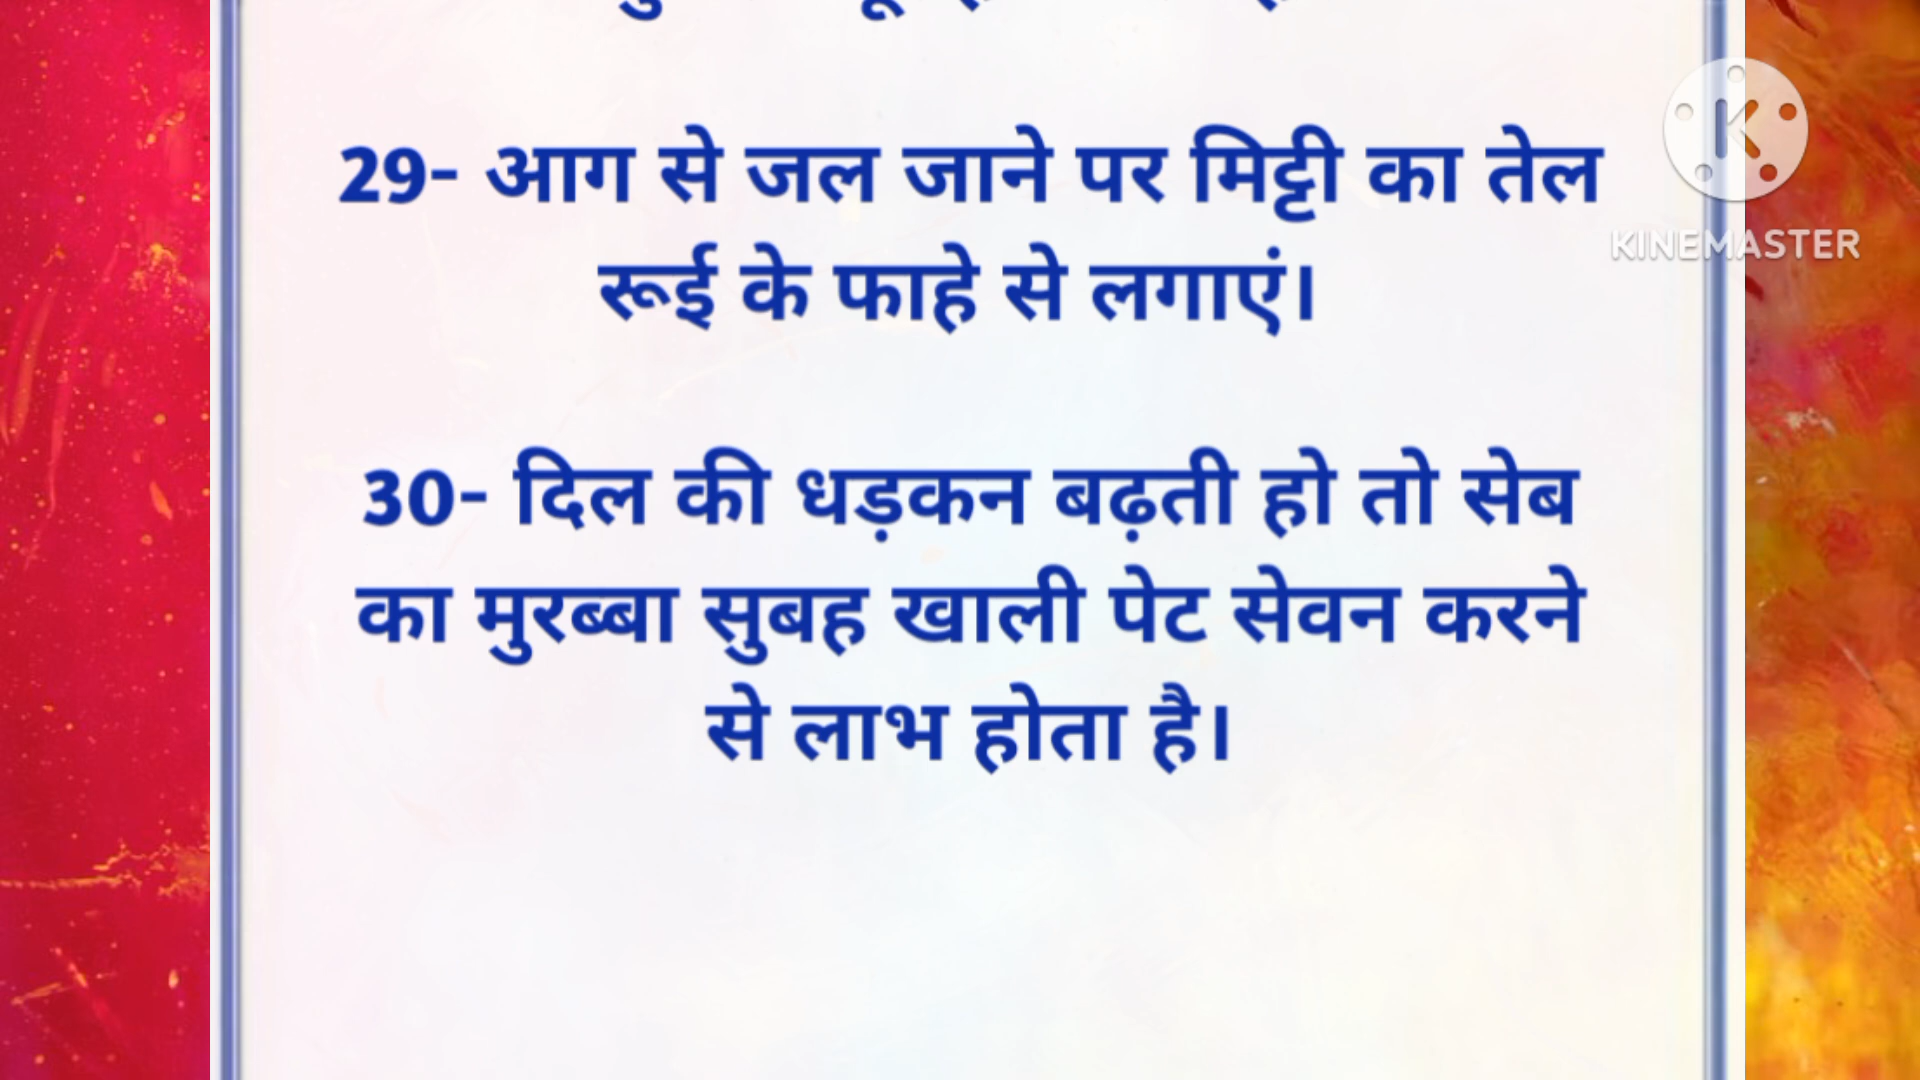 29- आग से जल जाने पर मिट्टी का तेल
रूई के फाहे से लगाएं।
30- दिल की धड़कन बढ़ती हो तो सेब
का मुरब्बा सुबह खाली पेट सेवन करने
से लाभ होता है।
KINEMASTER